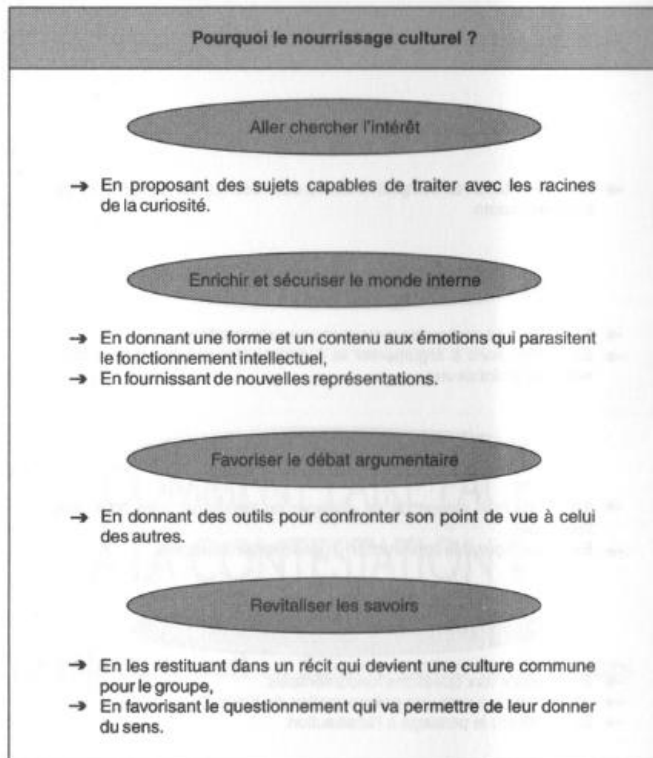 Pourquoi le nourrissage culturel ?
Aller chercher l'intérêt
→ En proposant des sujets capables de traiter avec les racines
de la curiosité.
Enrichir et sécuriser le monde interne
→ En donnant une forme et un contenu aux émotions qui parasitent
le fonctionnement intellectuel,
→ En fournissant de nouvelles représentations.
Favoriser le débat argumentaire
→ En donnant des outils pour confronter son point de vue à celui
des autres.
Revitaliser les savoirs
→ En les restituant dans un récit qui devient une culture commune
pour le groupe,
→ En favorisant le questionnement qui va permettre de leur donner
du sens.